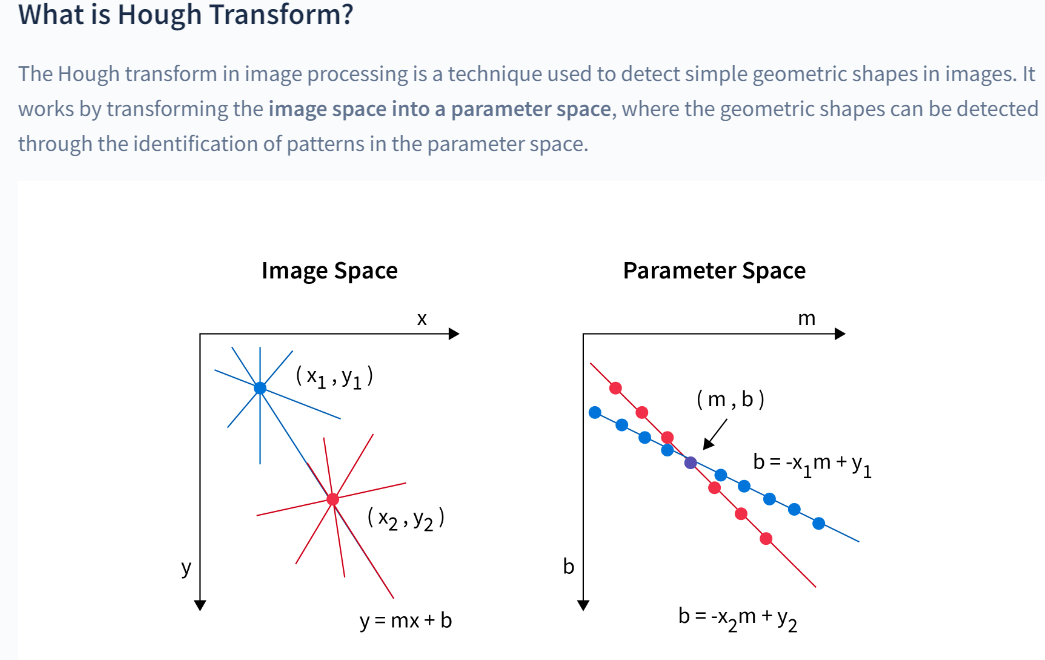 What is Hough Transform?
The Hough transform in image processing is a technique used to detect simple geometric shapes in images. It
works by transforming the image space into a parameter space, where the geometric shapes can be detected
through the identification of patterns in the parameter space.
Image Space
x
(x₁, y₁)
(x₂, y₂)
y
y = mx + b
Parameter Space
m
(m, b)
b = -x₁m + y₁
b
b = -x₂m + y₂